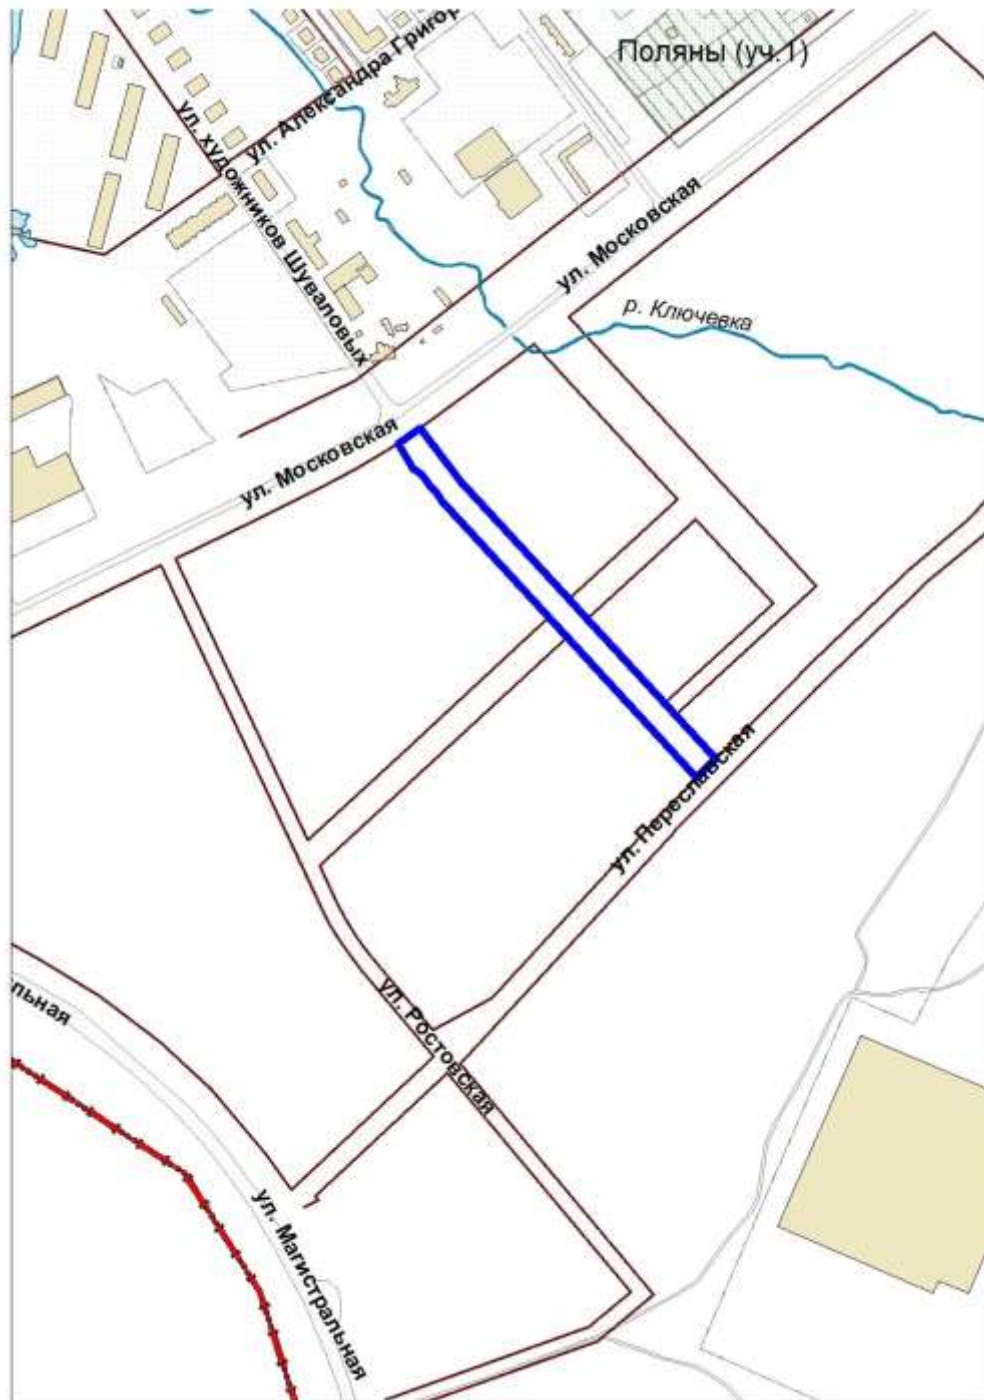 Поляны (уч.1)
ул. Александра Григор
ул. художников Шуваловых
ул. Московская
р. Ключевка
ул. Московская
ул. Переславская
ул. Ростовская
льная
ул. Магистральная